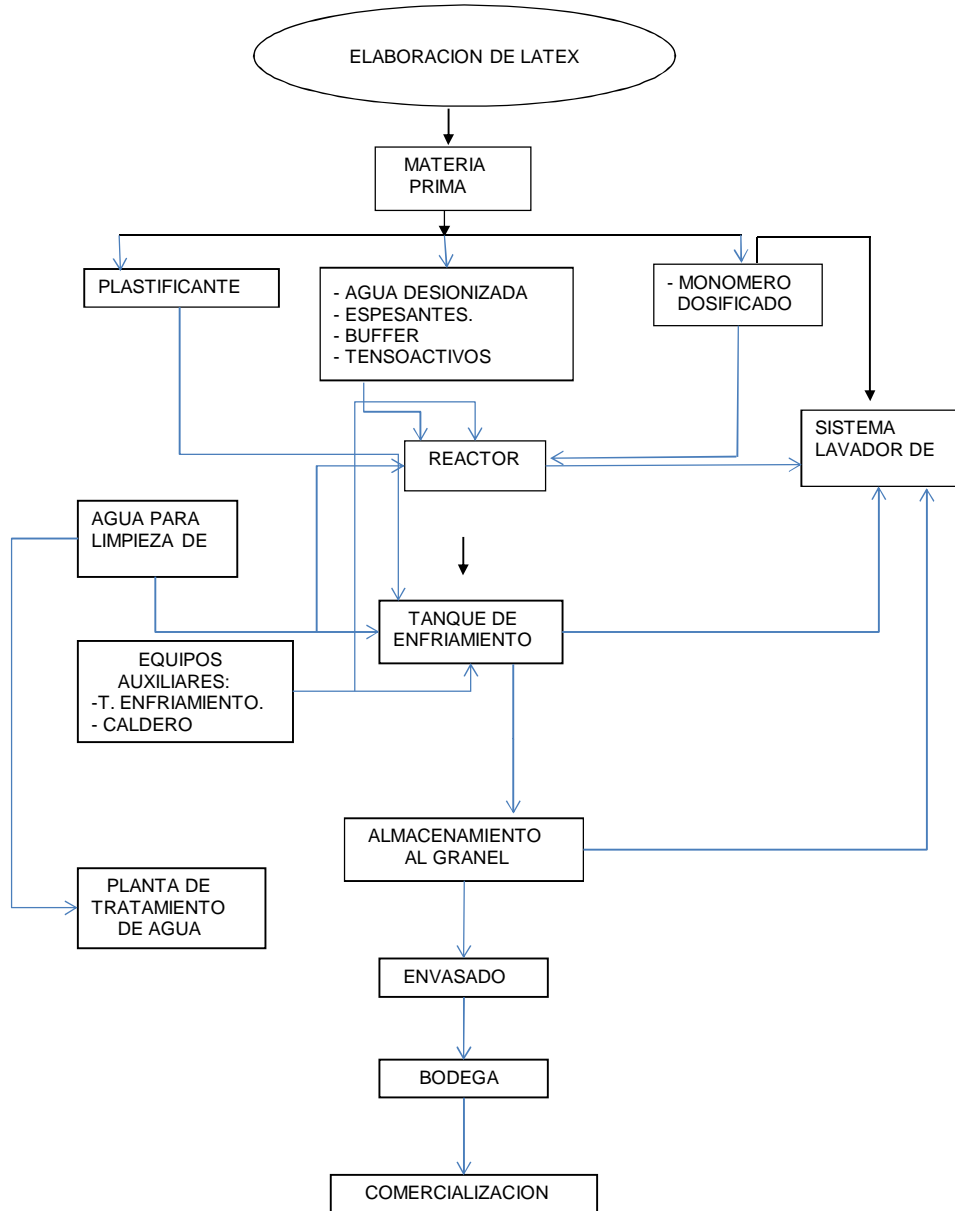 ELABORACION DE LATEX
MATERIA
PRIMA
PLASTIFICANTE
- AGUA DESIONIZADA
- ESPESANTES.
- BUFFER
- TENSOACTIVOS
- MONOMERO
DOSIFICADO
SISTEMA
LAVADOR DE
REACTOR
AGUA PARA
LIMPIEZA DE
TANQUE DE
ENFRIAMIENTO
EQUIPOS
AUXILIARES:
-T. ENFRIAMIENTO.
- CALDERO
ALMACENAMIENTO
AL GRANEL
PLANTA DE
TRATAMIENTO
DE AGUA
ENVASADO
BODEGA
COMERCIALIZACION